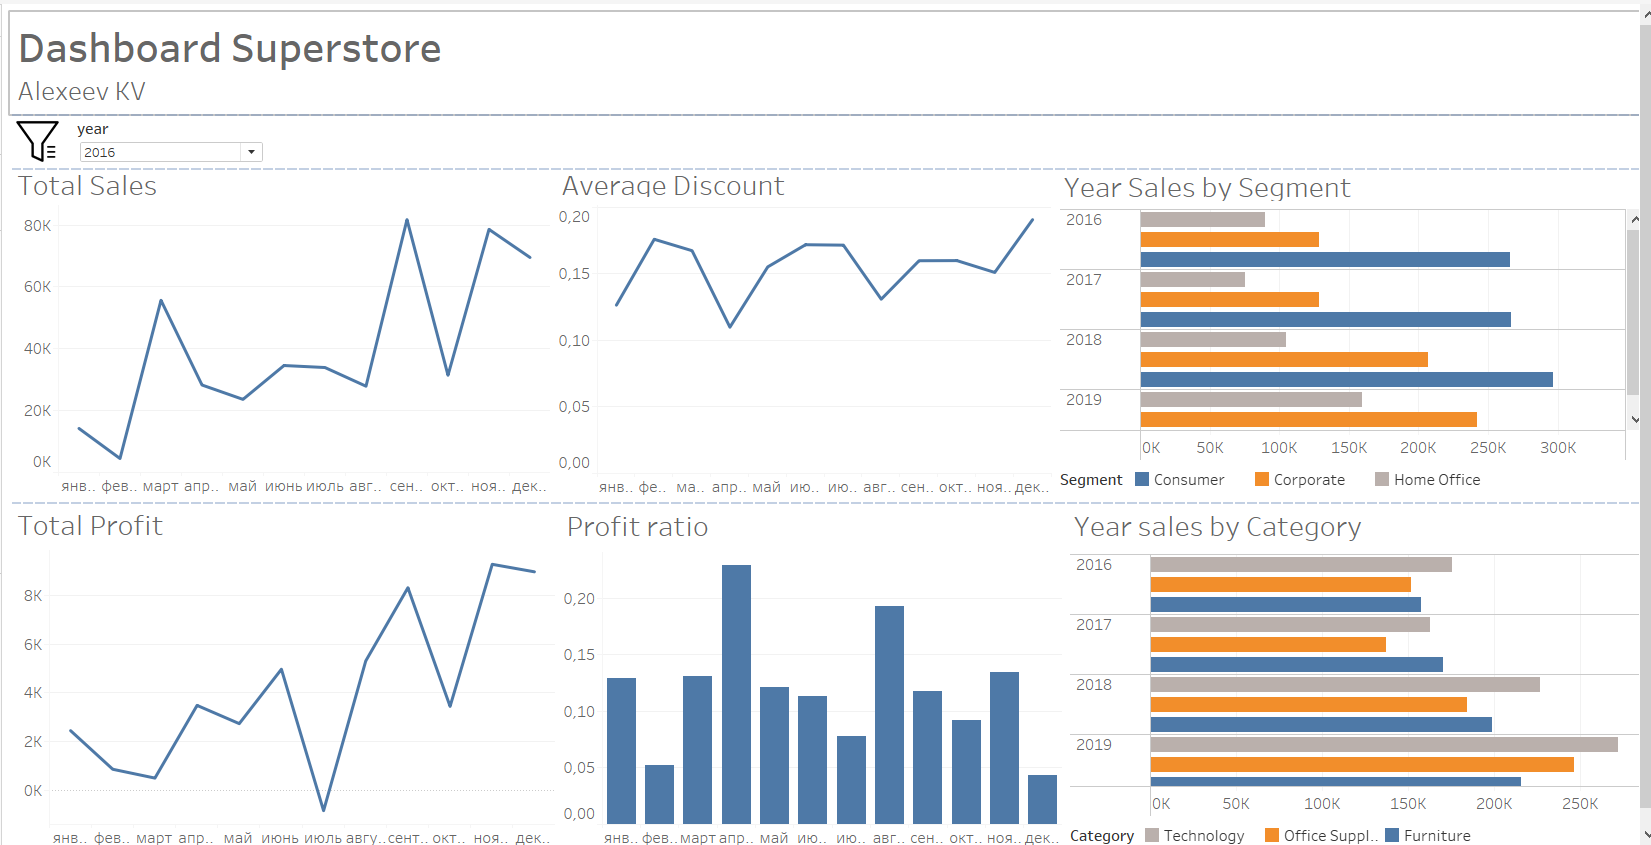 Dashboard Superstore
Alexeev KV
year
2016
Total Sales
80K
60K
40K
20K
0K
янв.. фев.. март апр.. май июнь июль авг.. сен.. окт.. ноя.. дек..
Average Discount
0,20
0,15
0,10
0,05
0,00
янв.. фе.. ма.. апр.. май ию.. ию.. авг.. сен.. окт.. ноя.. дек..
Year Sales by Segment
2016
2017
2018
2019
0K 50K 100K 150K 200K 250K 300K
Segment Consumer Corporate Home Office
Total Profit
8K
6K
4K
2K
0K
янв.. фев.. март апр.. май июнь июль авгу.. сент.. окт.. ноя.. дек..
Profit ratio
0,20
0,15
0,10
0,05
0,00
янв.. фев.. март апр.. май ию.. ию.. авг.. сен.. окт.. ноя.. дек..
Year sales by Category
2016
2017
2018
2019
0K 50K 100K 150K 200K 250K
Category Technology Office Suppl.. Furniture